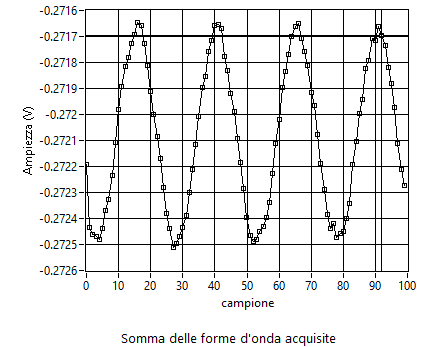 -0.2716
-0.2717
-0.2718
-0.2719
-0.272
-0.2721
-0.2722
-0.2723
-0.2724
-0.2725
-0.2726
Ampiezza (V)
0 10 20 30 40 50 60 70 80 90 100
campione
Somma delle forme d'onda acquisite